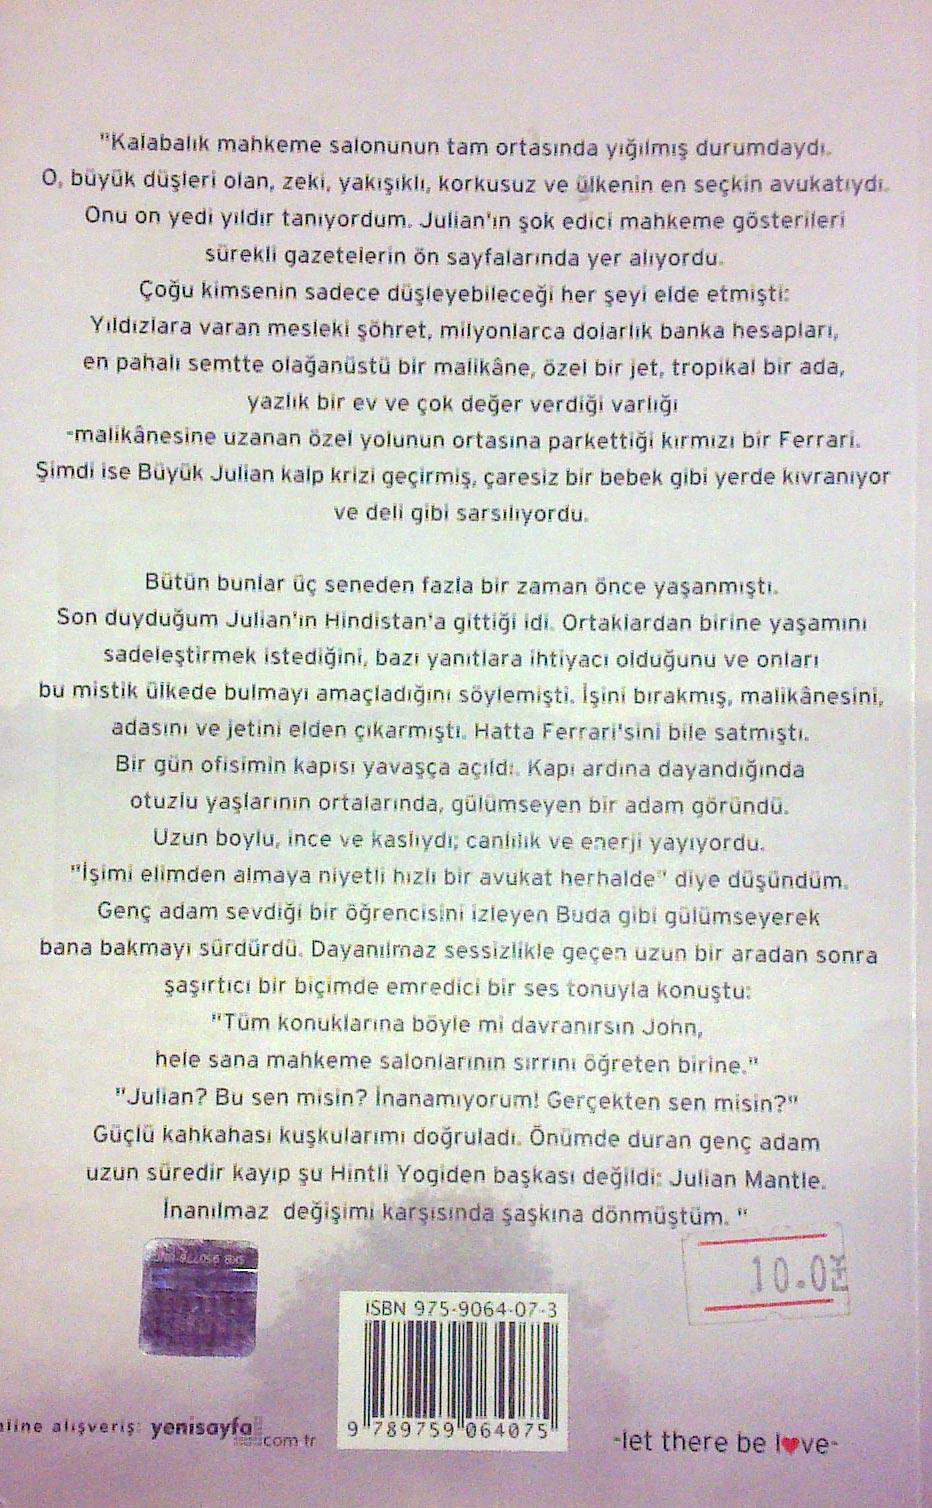 "Kalabalık mahkeme salonunun tam ortasında yığılmış durumdaydı.
O, büyük düşleri olan, zeki, yakışıklı, korkusuz ve ülkenin en seçkin avukatıydı.
Onu on yedi yıldır tanıyordum. Julian'ın şok edici mahkeme gösterileri
sürekli gazetelerin ön sayfalarında yer alıyordu.
Çoğu kimsenin sadece düşleyebileceği her şeyi elde etmişti:
Yıldızlara varan mesleki şöhret, milyonlarca dolarlık banka hesapları,
en pahalı semtte olağanüstü bir malikâne, özel bir jet, tropikal bir ada,
yazlık bir ev ve çok değer verdiği varlığı
-malikânesine uzanan özel yolunun ortasına parkettiği kırmızı bir Ferrari.
Şimdi ise Büyük Julian kalp krizi geçirmiş, çaresiz bir bebek gibi yerde kıvranıyor
ve deli gibi sarsılıyordu.
Bütün bunlar üç seneden fazla bir zaman önce yaşanmıştı.
Son duyduğum Julian'ın Hindistan'a gittiği idi. Ortaklardan birine yaşamını
sadeleştirmek istediğini, bazı yanıtlara ihtiyacı olduğunu ve onları
bu mistik ülkede bulmayı amaçladığını söylemişti. İşini bırakmış, malikânesini,
adasını ve jetini elden çıkarmıştı. Hatta Ferrari'sini bile satmıştı.
Bir gün ofisimin kapısı yavaşça açıldı. Kapı ardına dayandığında
otuzlu yaşlarının ortalarında, gülümseyen bir adam göründü.
Uzun boylu, ince ve kaslıydı; canlılık ve enerji yayıyordu.
"İşimi elimden almaya niyetli hızlı bir avukat herhalde" diye düşündüm.
Genç adam sevdiği bir öğrencisini izleyen Buda gibi gülümseyerek
bana bakmayı sürdürdü. Dayanılmaz sessizlikle geçen uzun bir aradan sonra
şaşırtıcı bir biçimde emredici bir ses tonuyla konuştu:
"Tüm konuklarına böyle mi davranırsın John,
hele sana mahkeme salonlarının sırrını öğreten birine."
"Julian? Bu sen misin? İnanamıyorum! Gerçekten sen misin?"
Güçlü kahkahası kuşkularımı doğruladı. Önümde duran genç adam
uzun süredir kayıp şu Hintli Yogiden başkası değildi: Julian Mantle.
İnanılmaz değişimi karşısında şaşkına dönmüştüm. "
10.0
ISBN 975-9064-07-3
9 789759 064075
alışveriş: yenisayfa
com tr
-let there be l♥ve-